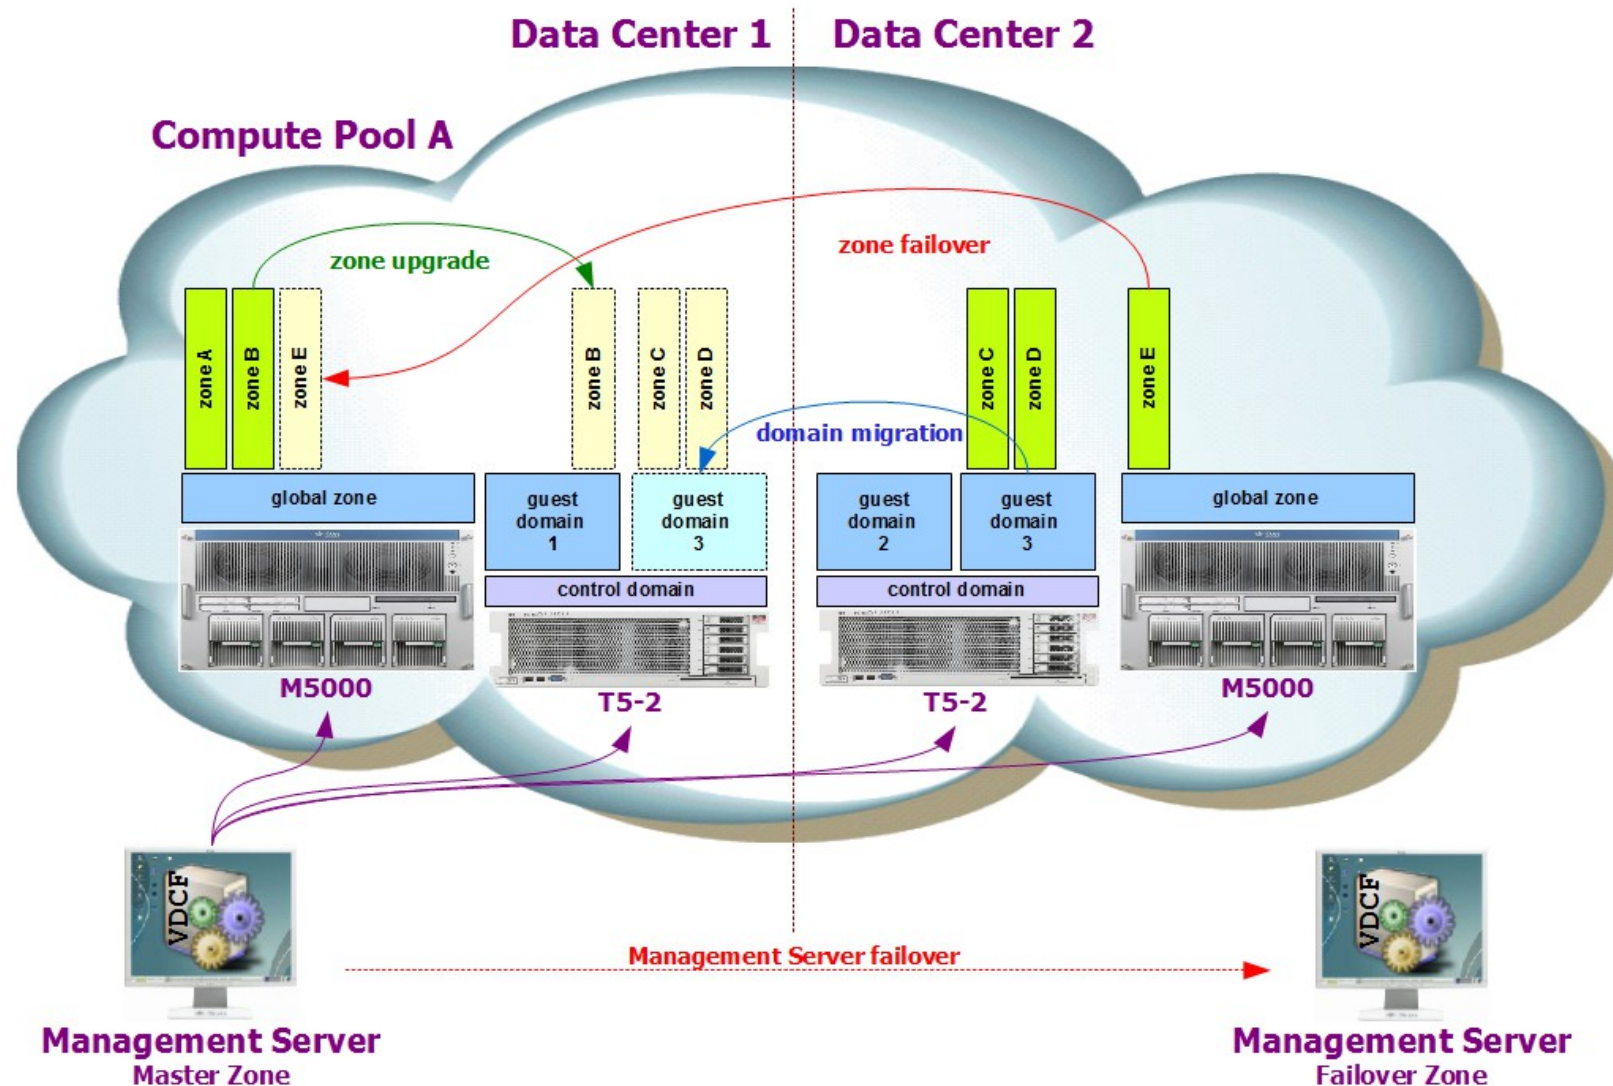 Data Center 1
Data Center 2
Compute Pool A
zone upgrade
zone failover
zone A
zone B
zone E
zone B
zone C
zone D
zone C
zone D
zone E
domain migration
global zone
guest domain 1
guest domain 3
guest domain 2
guest domain 3
global zone
control domain
control domain
M5000
T5-2
T5-2
M5000
VDCF
VDCF
Management Server failover
Management Server
Master Zone
Management Server
Failover Zone